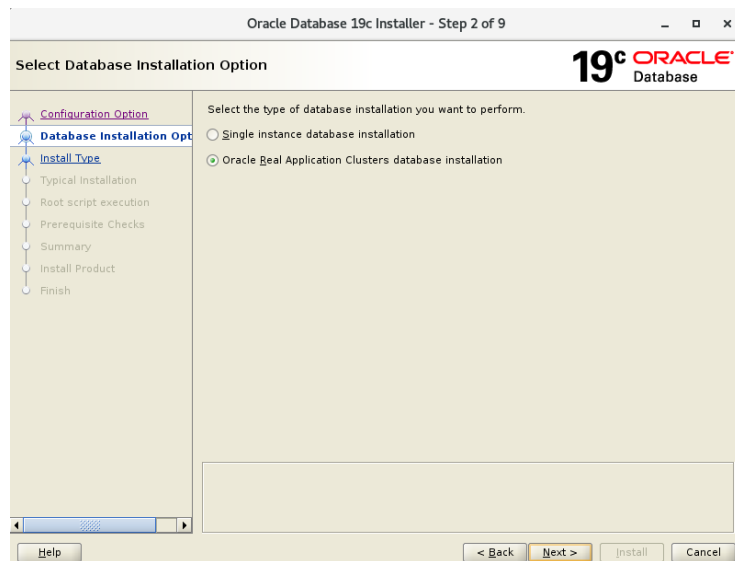 Oracle Database 19c Installer - Step 2 of 9
Select Database Installation Option
19c ORACLE
Database
Configuration Option
Database Installation Opt
Install Type
Typical Installation
Root script execution
Prerequisite Checks
Summary
Install Product
Finish
Select the type of database installation you want to perform.
Single instance database installation
Oracle Real Application Clusters database installation
Help
< Back
Next >
Install
Cancel